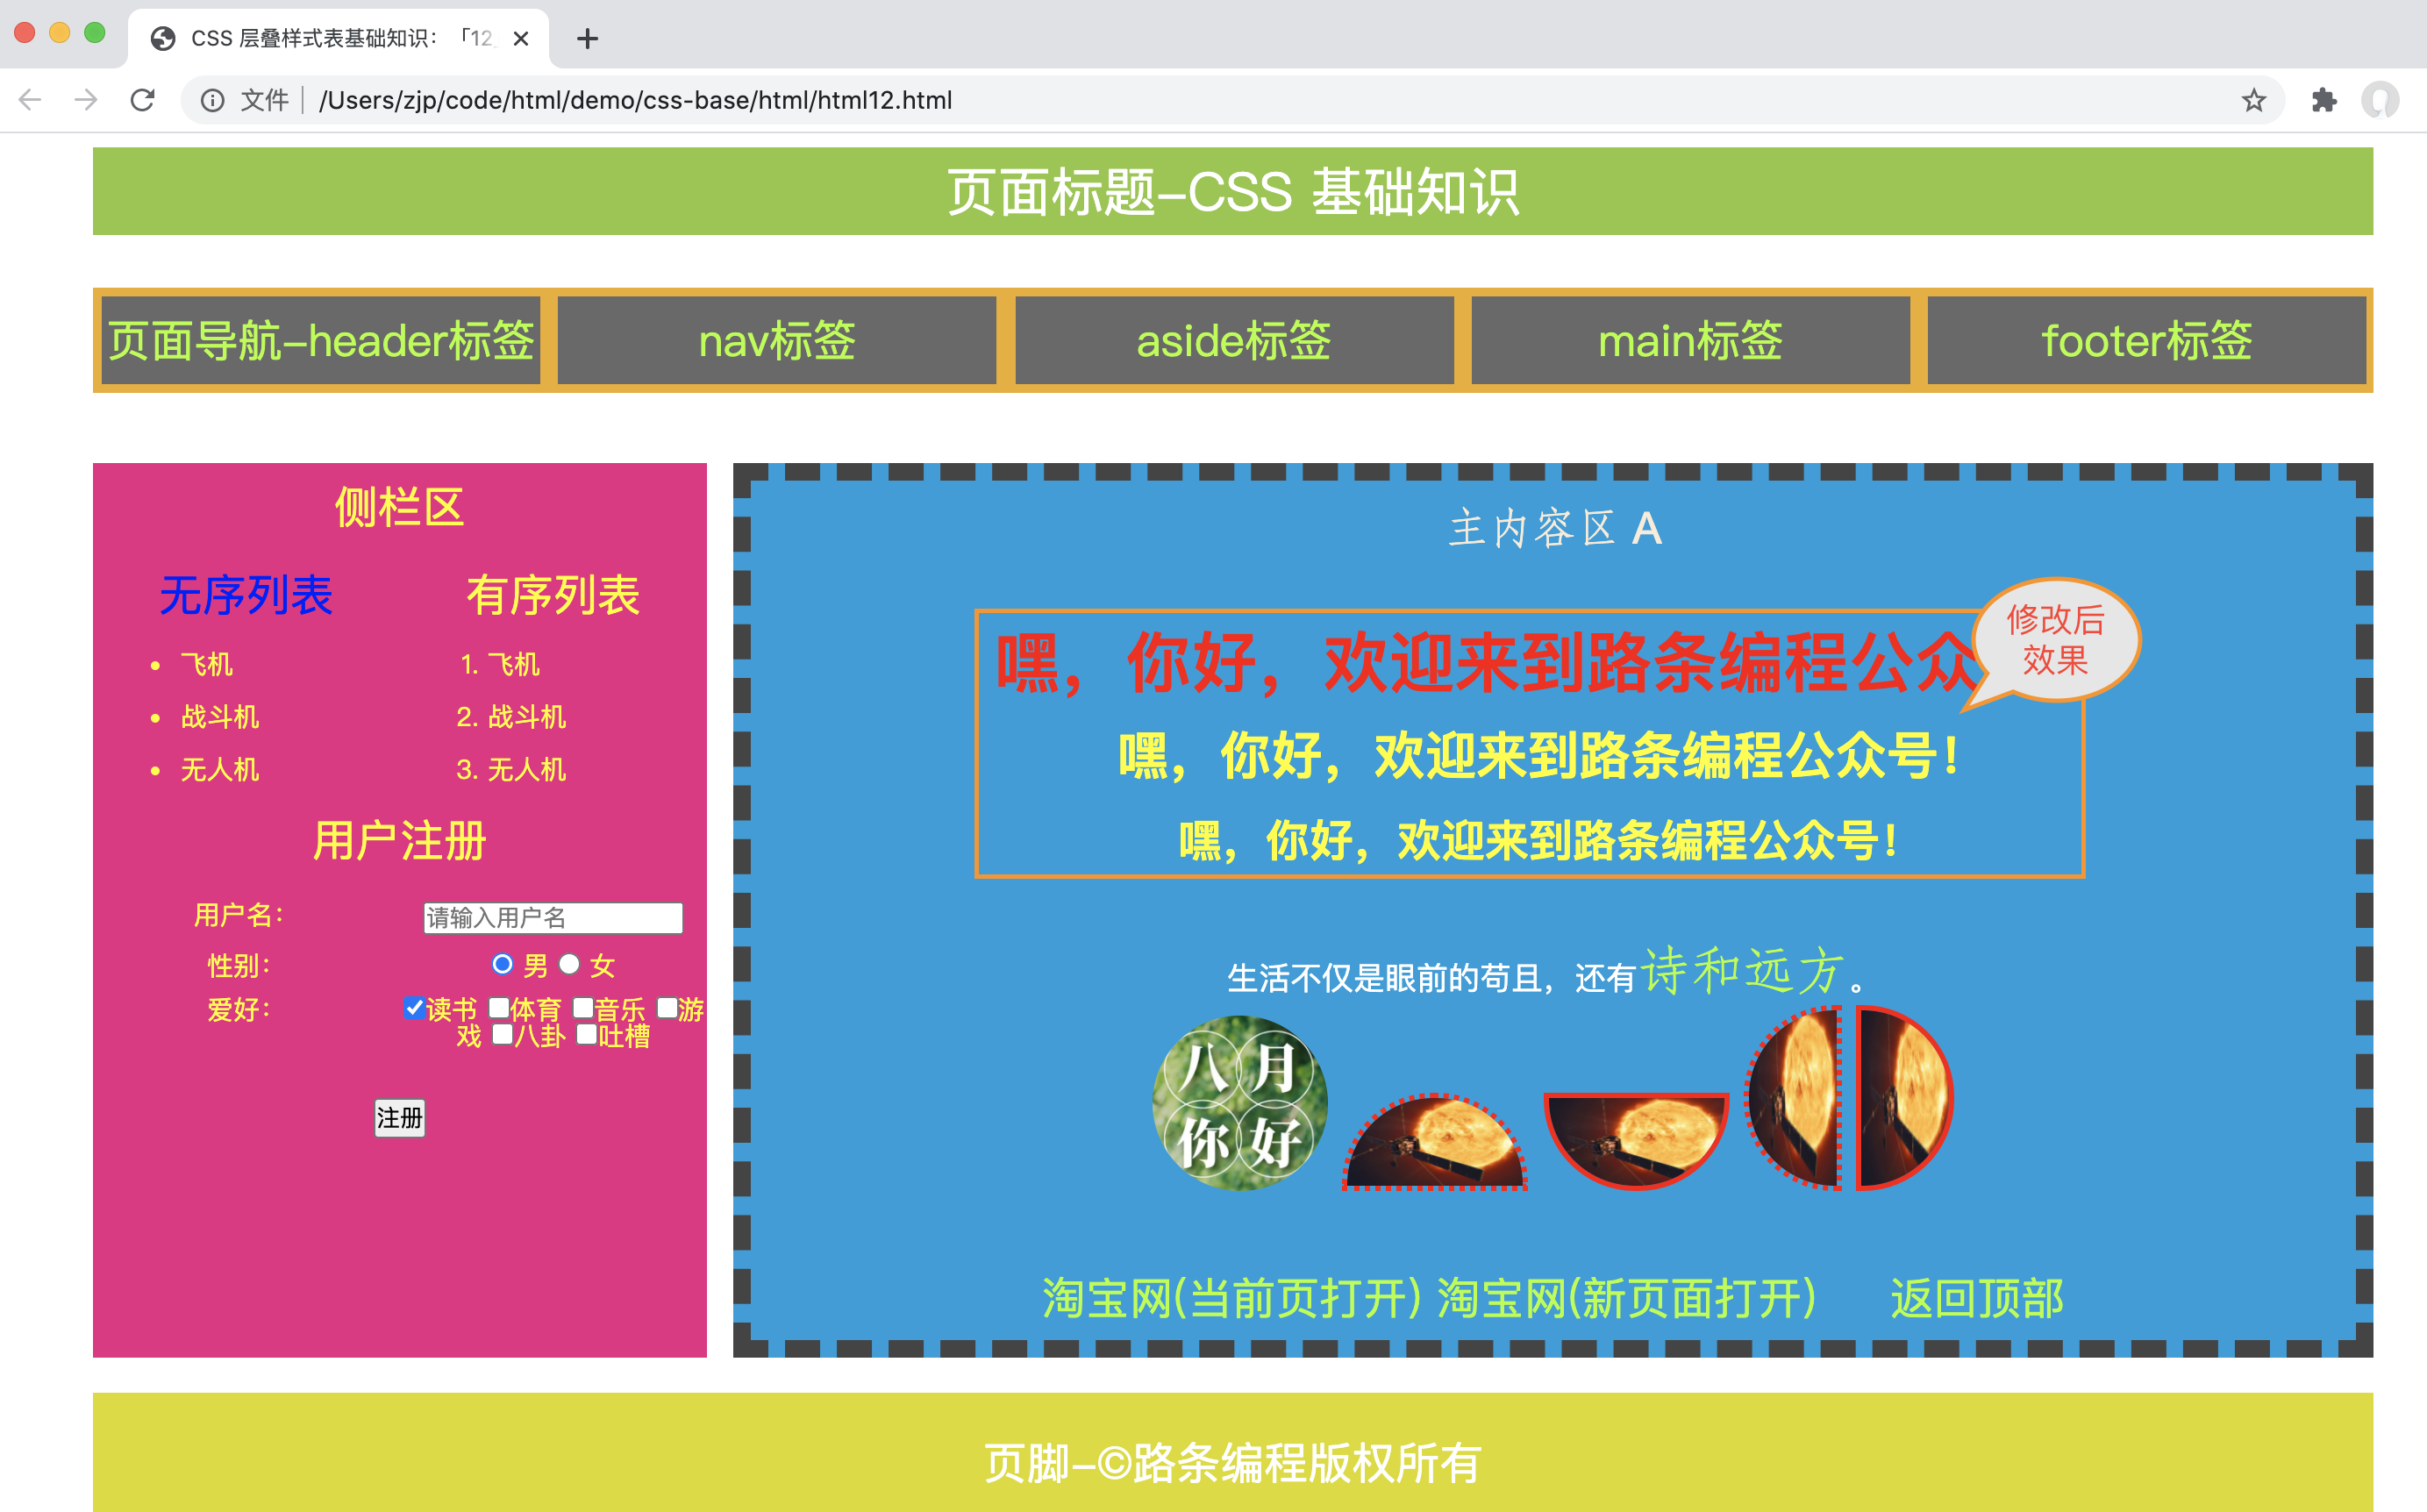 CSS 层叠样式表基础知识：「12
文件 /Users/zjp/code/html/demo/css-base/html/html12.html
页面标题-CSS 基础知识
页面导航-header标签 nav标签 aside标签 main标签 footer标签
侧栏区
无序列表 有序列表
• 飞机 1. 飞机
• 战斗机 2. 战斗机
• 无人机 3. 无人机
用户注册
用户名：
请输入用户名
性别： 男 女
爱好： 读书 体育 音乐 游
戏 八卦 吐槽
注册
主内容区 A
修改后
效果
嘿，你好，欢迎来到路条编程公众
嘿，你好，欢迎来到路条编程公众号！
嘿，你好，欢迎来到路条编程公众号！
生活不仅是眼前的苟且，还有诗和远方。
八月
你好
淘宝网(当前页打开) 淘宝网(新页面打开) 返回顶部
页脚-©路条编程版权所有